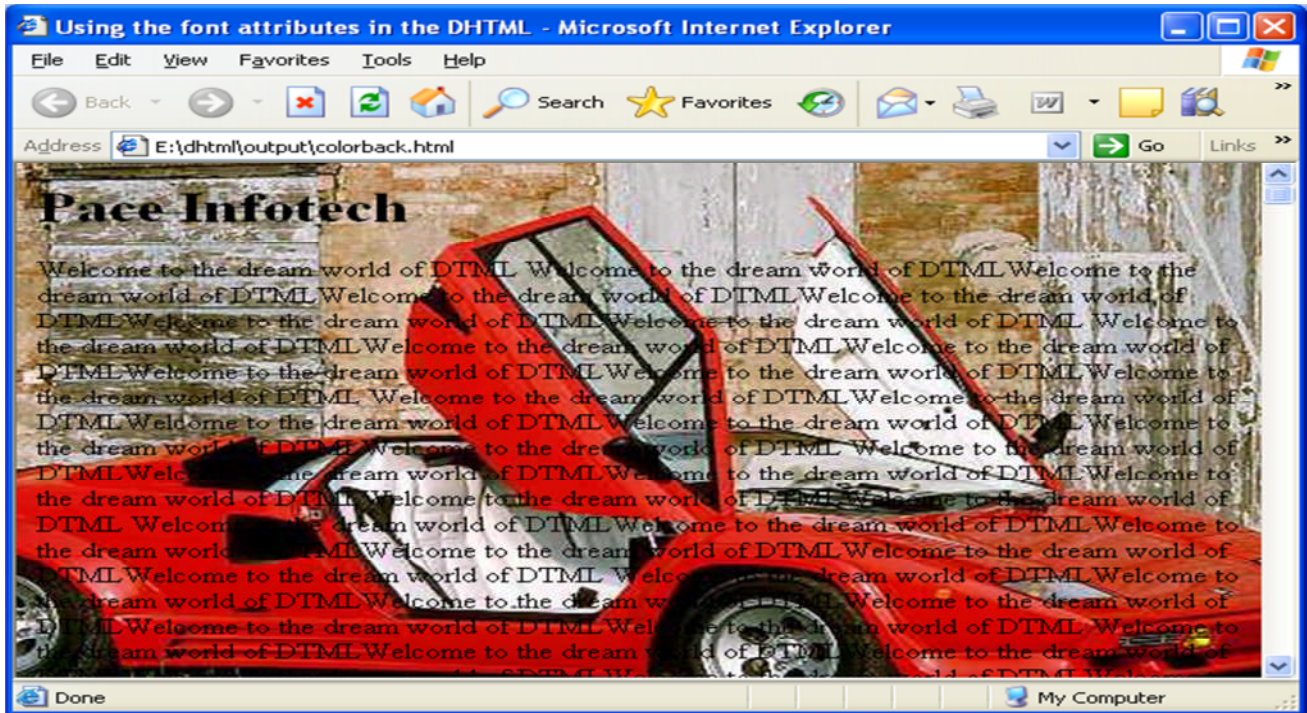 Using the font attributes in the DHTML - Microsoft Internet Explorer
File Edit View Favorites Tools Help
Back Search Favorites W »
Address E:\dhtml\output\colorback.html Go Links »
Pace Infotech
Welcome to the dream world of DTML Welcome to the dream world of DTMLWelcome to the
dream world of DTMLWelcome to the dream world of DTMLWelcome to the dream world of
DTMLWelcome to the dream world of DTMLWelcome to the dream world of DTML Welcome to
the dream world of DTMLWelcome to the dream world of DTMLWelcome to the dream world of
DTMLWelcome to the dream world of DTMLWelcome to the dream world of DTMLWelcome to
the dream world of DTML Welcome to the dream world of DTMLWelcome to the dream world of
DTMLWelcome to the dream world of DTMLWelcome to the dream world of DTMLWelcome to
the dream world of DTMLWelcome to the dream world of DTML Welcome to the dream world of
DTMLWelcome to the dream world of DTMLWelcome to the dream world of DTMLWelcome to
the dream world of DTMLWelcome to the dream world of DTMLWelcome to the dream world of
DTML Welcome to the dream world of DTMLWelcome to the dream world of DTMLWelcome to
the dream world of DTMLWelcome to the dream world of DTMLWelcome to the dream world of
DTMLWelcome to the dream world of DTML Welcome to the dream world of DTMLWelcome to
the dream world of DTMLWelcome to the dream world of DTMLWelcome to the dream world of
DTMLWelcome to the dream world of DTMLWelcome to the dream world of DTML Welcome to
the dream world of DTMLWelcome to the dream world of DTMLWelcome to the dream world of
Done My Computer